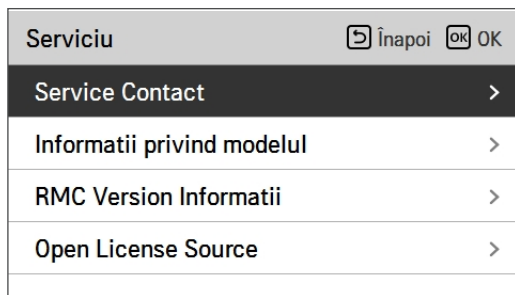 Serviciu Înapoi OK OK
Service Contact >
Informatii privind modelul >
RMC Version Informatii >
Open License Source >